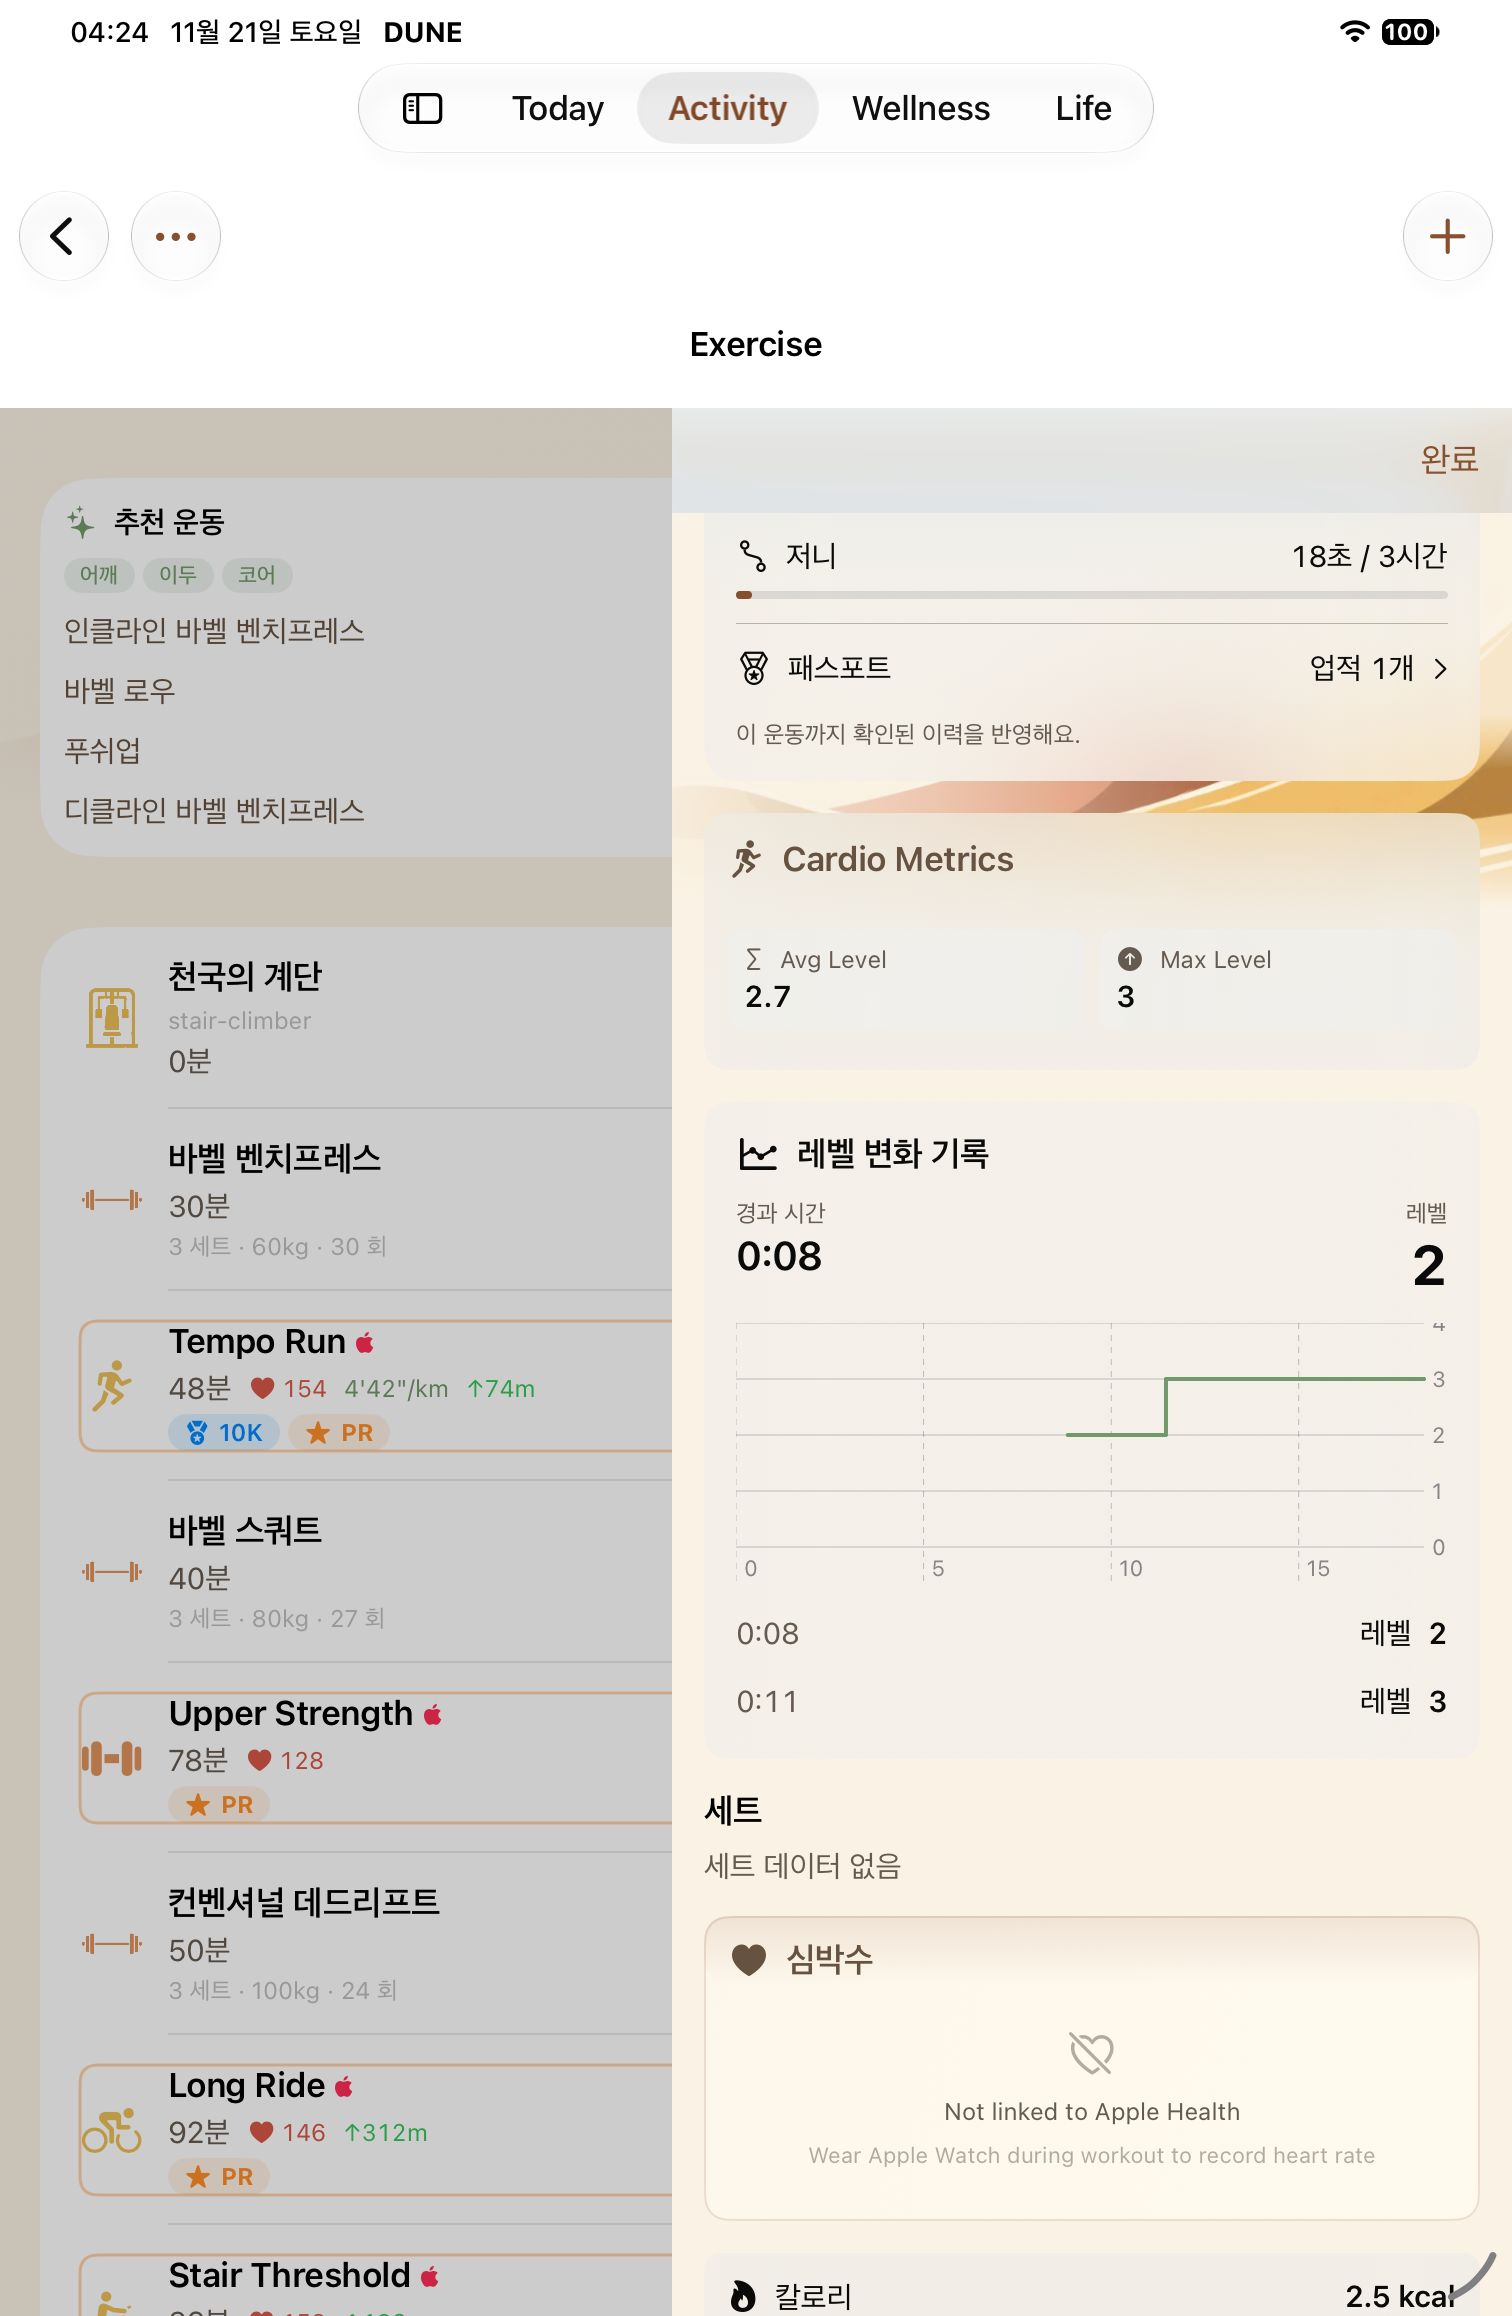 04:24 11월 21일 토요일 DUNE
100
Today
Activity
Wellness
Life
Exercise
추천 운동
어깨
이두
코어
인클라인 바벨 벤치프레스
바벨 로우
푸쉬업
디클라인 바벨 벤치프레스
천국의 계단
stair-climber
0분
바벨 벤치프레스
30분
3 세트 · 60kg · 30 회
Tempo Run
48분 154 4'42"/km ↑74m
10K PR
바벨 스쿼트
40분
3 세트 · 80kg · 27 회
Upper Strength
78분 128
PR
컨벤셔널 데드리프트
50분
3 세트 · 100kg · 24 회
Long Ride
92분 146 ↑312m
PR
Stair Threshold
완료
저니 18초 / 3시간
패스포트 업적 1개
이 운동까지 확인된 이력을 반영해요.
Cardio Metrics
Avg Level
2.7
Max Level
3
레벨 변화 기록
경과 시간 레벨
0:08 2
4
3
2
1
0
0 5 10 15
0:08 레벨 2
0:11 레벨 3
세트
세트 데이터 없음
심박수
Not linked to Apple Health
Wear Apple Watch during workout to record heart rate
칼로리 2.5 kcal